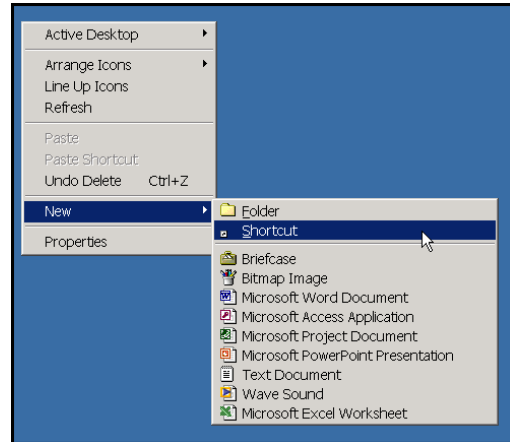 Active Desktop
Arrange Icons
Line Up Icons
Refresh
Paste
Paste Shortcut
Undo Delete Ctrl+Z
New
Properties
Folder
Shortcut
Briefcase
Bitmap Image
Microsoft Word Document
Microsoft Access Application
Microsoft Project Document
Microsoft PowerPoint Presentation
Text Document
Wave Sound
Microsoft Excel Worksheet